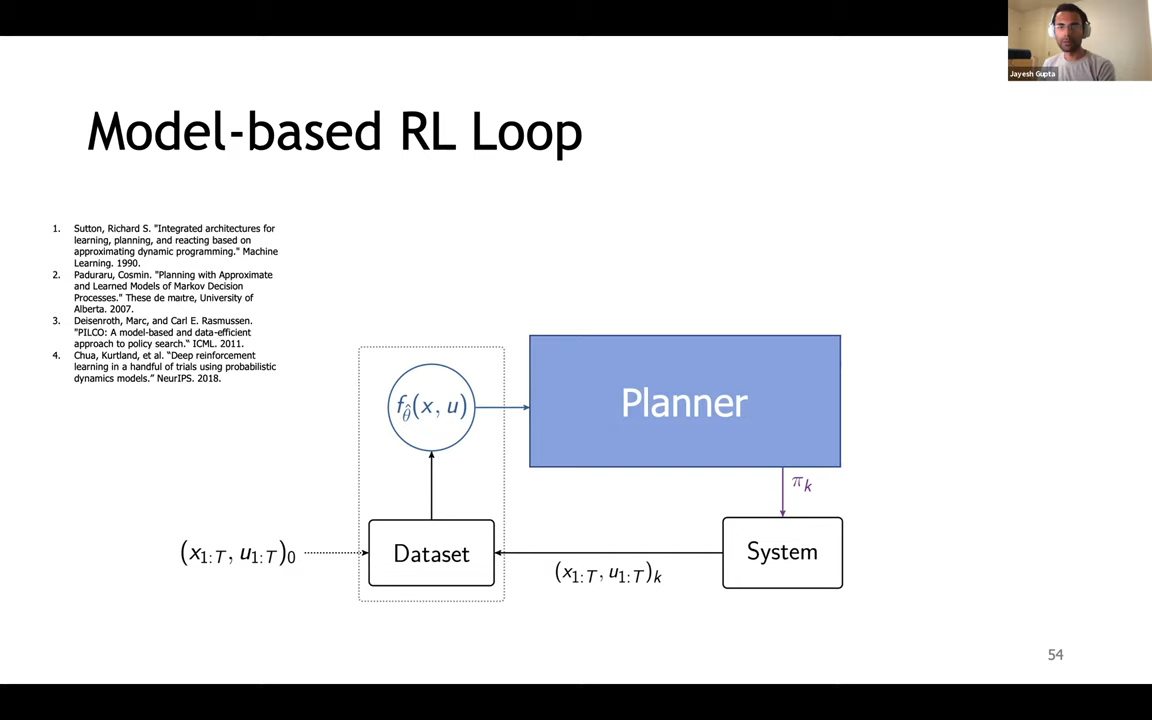 Jayesh Gupta
Model-based RL Loop
1. Sutton, Richard S. "Integrated architectures for
learning, planning, and reacting based on
approximating dynamic programming." Machine
Learning. 1990.
2. Paduraru, Cosmin. "Planning with Approximate
and Learned Models of Markov Decision
Processes." These de maıtre, University of
Alberta. 2007.
3. Deisenroth, Marc, and Carl E. Rasmussen.
"PILCO: A model-based and data-efficient
approach to policy search.“ ICML. 2011.
4. Chua, Kurtland, et al. “Deep reinforcement
learning in a handful of trials using probabilistic
dynamics models.” NeurIPS. 2018.
f_θ̂(x, u)
Planner
π_k
(x_{1:T}, u_{1:T})_0
Dataset
(x_{1:T}, u_{1:T})_k
System
54